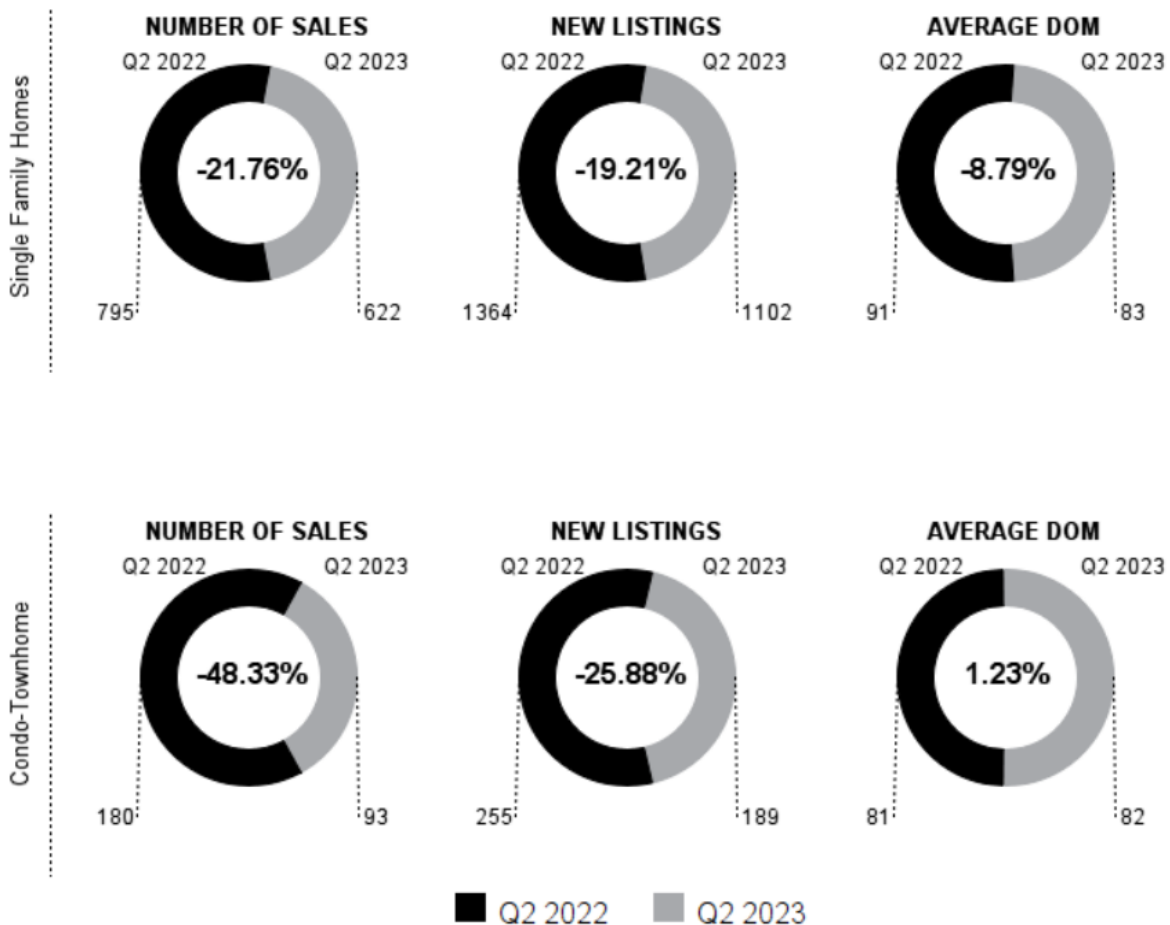 Single Family Homes
NUMBER OF SALES
Q2 2022 Q2 2023
-21.76%
795 622
NEW LISTINGS
Q2 2022 Q2 2023
-19.21%
1364 1102
AVERAGE DOM
Q2 2022 Q2 2023
-8.79%
91 83
Condo-Townhome
NUMBER OF SALES
Q2 2022 Q2 2023
-48.33%
180 93
NEW LISTINGS
Q2 2022 Q2 2023
-25.88%
255 189
AVERAGE DOM
Q2 2022 Q2 2023
1.23%
81 82
Q2 2022 Q2 2023